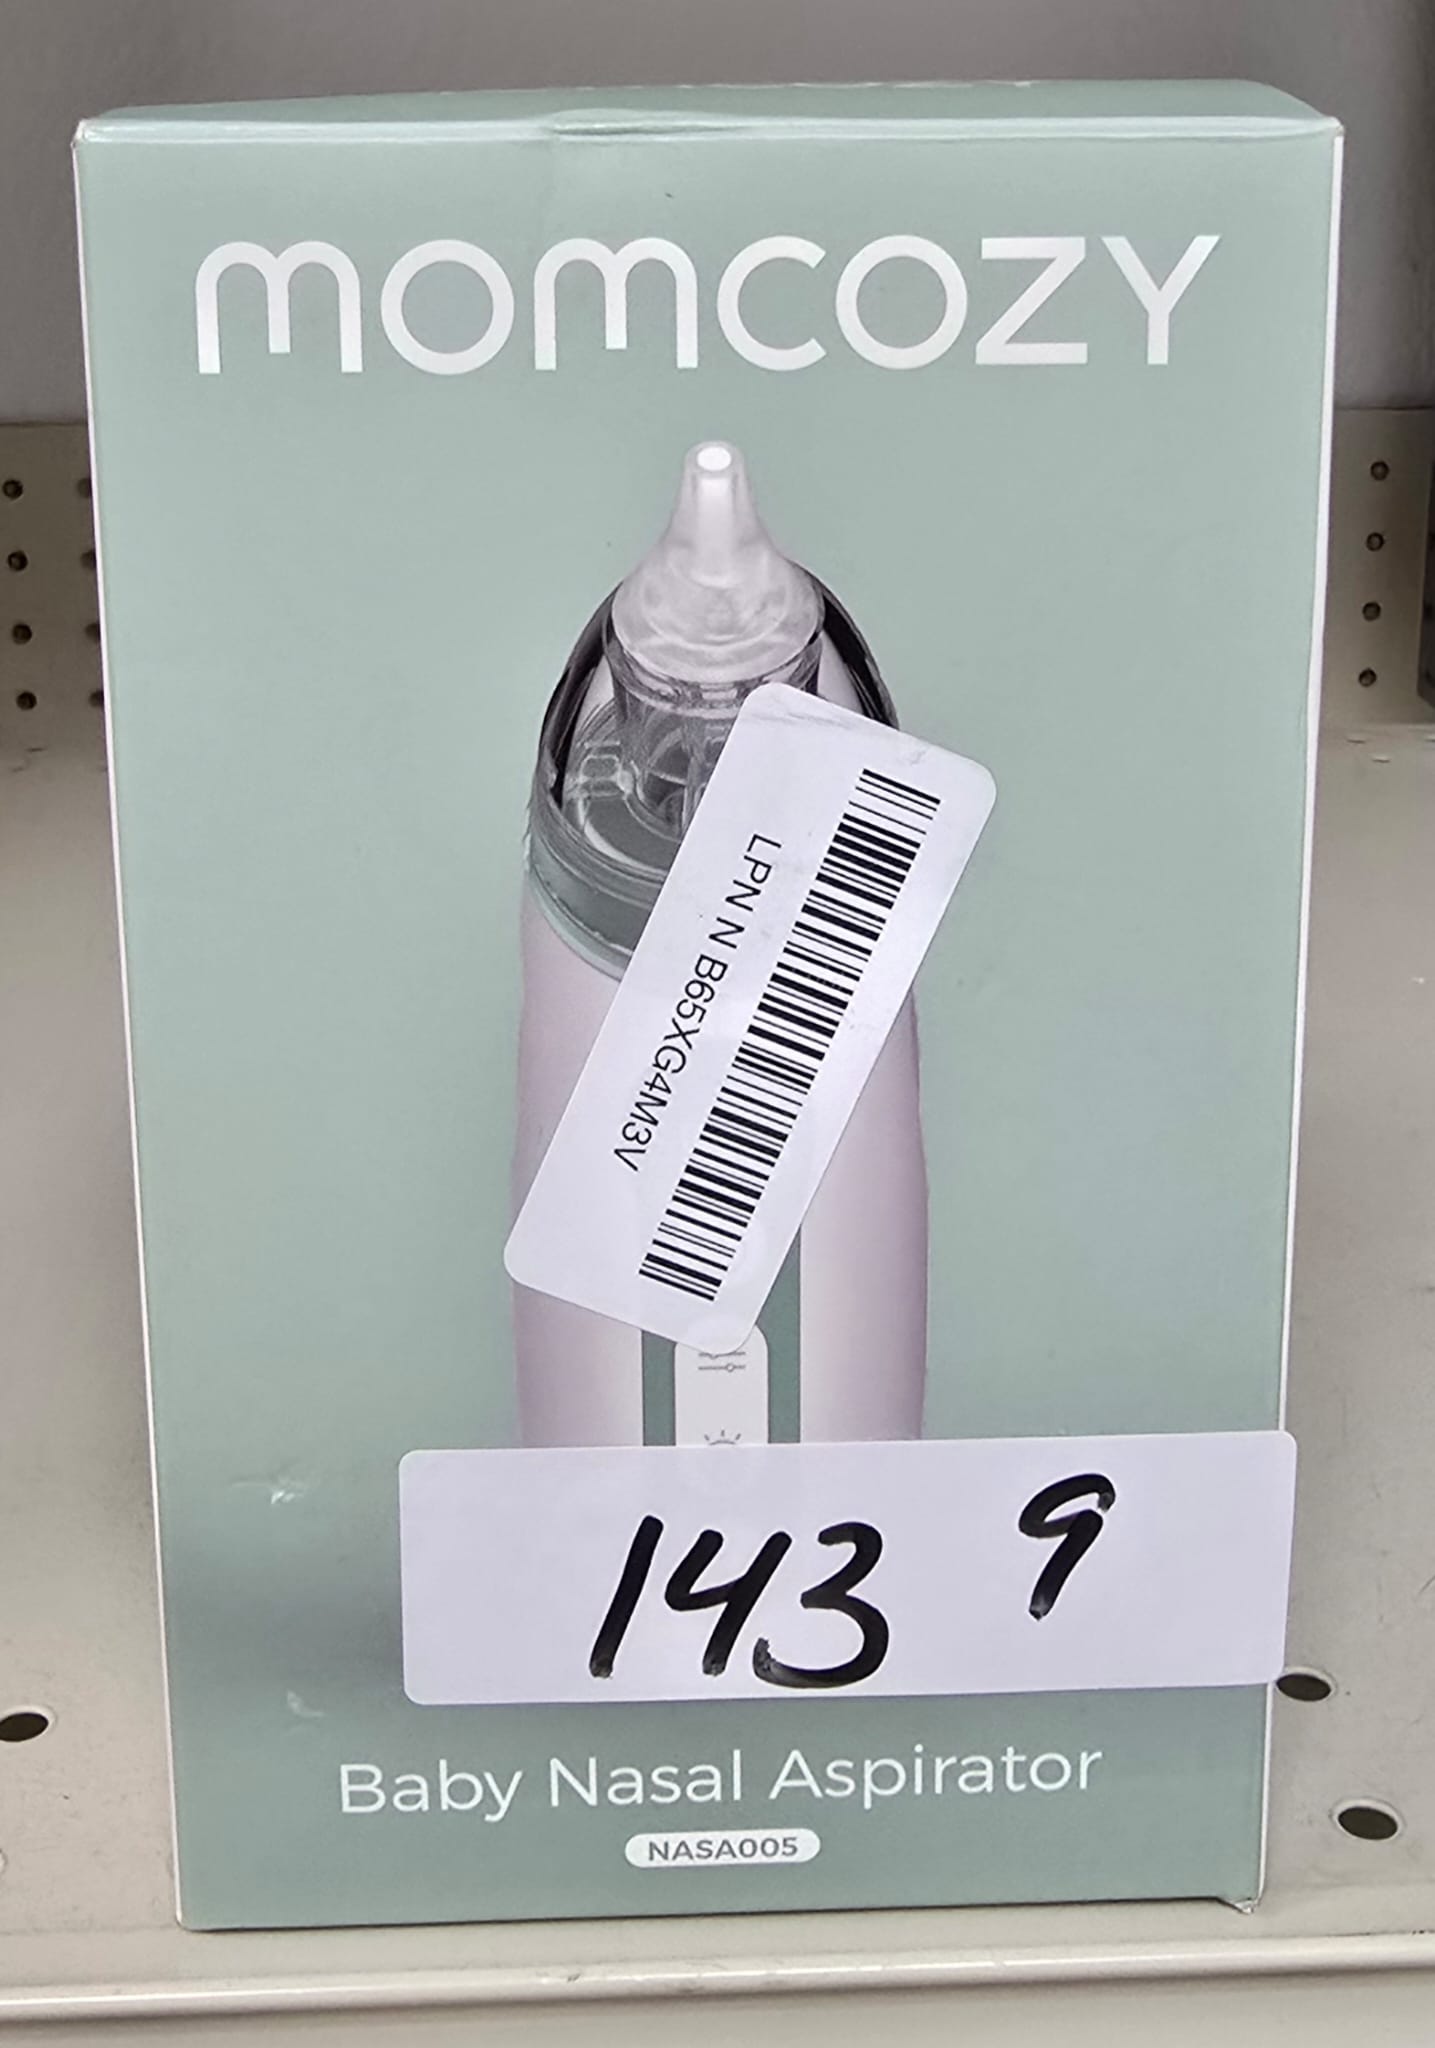 momcozy
LPN N B65XG4M3V
143 9
Baby Nasal Aspirator
NASA005